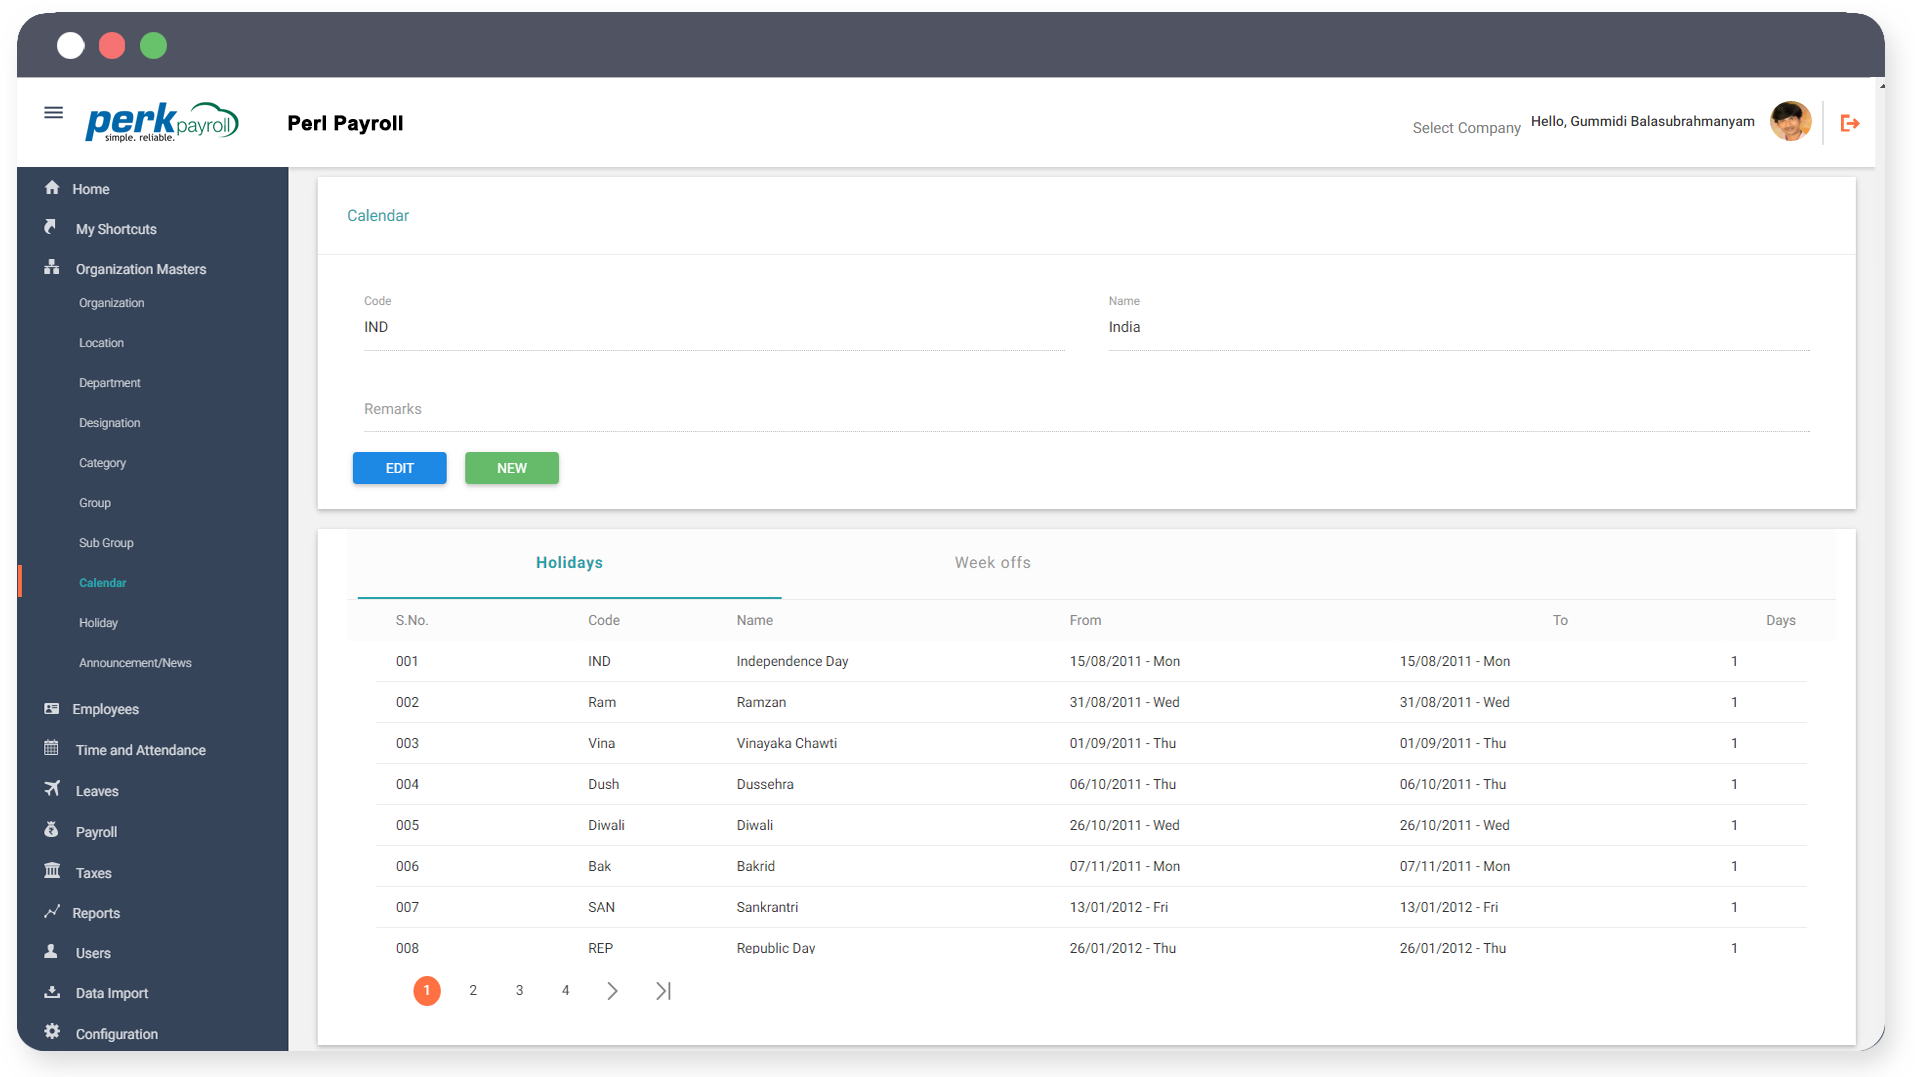 perk payroll
simple. reliable.
Perl Payroll
Select Company
Hello, Gummidi Balasubrahmanyam
Home
My Shortcuts
Organization Masters
Organization
Location
Department
Designation
Category
Group
Sub Group
Calendar
Holiday
Announcement/News
Employees
Time and Attendance
Leaves
Payroll
Taxes
Reports
Users
Data Import
Configuration
Calendar
Code Name
IND India
Remarks
EDIT NEW
Holidays Week offs
S.No. Code Name From To Days
001 IND Independence Day 15/08/2011 - Mon 15/08/2011 - Mon 1
002 Ram Ramzan 31/08/2011 - Wed 31/08/2011 - Wed 1
003 Vina Vinayaka Chawti 01/09/2011 - Thu 01/09/2011 - Thu 1
004 Dush Dussehra 06/10/2011 - Thu 06/10/2011 - Thu 1
005 Diwali Diwali 26/10/2011 - Wed 26/10/2011 - Wed 1
006 Bak Bakrid 07/11/2011 - Mon 07/11/2011 - Mon 1
007 SAN Sankrantri 13/01/2012 - Fri 13/01/2012 - Fri 1
008 REP Republic Day 26/01/2012 - Thu 26/01/2012 - Thu 1
1 2 3 4